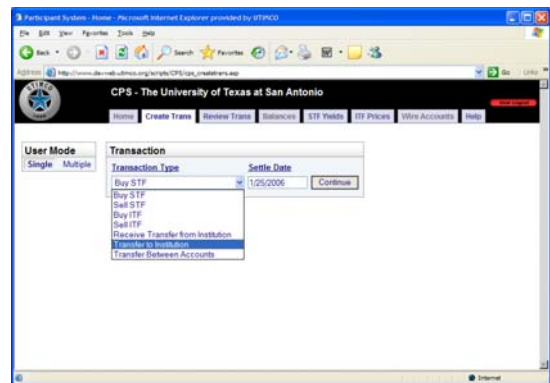 Participant System - Home - Microsoft Internet Explorer provided by UTIMCO
File Edit View Favorites Tools Help
Back Search Favorites
Address Go Links
UTIMCO
CPS - The University of Texas at San Antonio
Home Create Trans Review Trans Balances STF Yields ITF Prices Wire Accounts Help
User Mode
Single Multiple
Transaction
Transaction Type Settle Date
Buy STF 1/25/2006 Continue
Buy STF
Sell STF
Buy ITF
Sell ITF
Receive Transfer from Institution
Transfer to Institution
Transfer Between Accounts
Internet